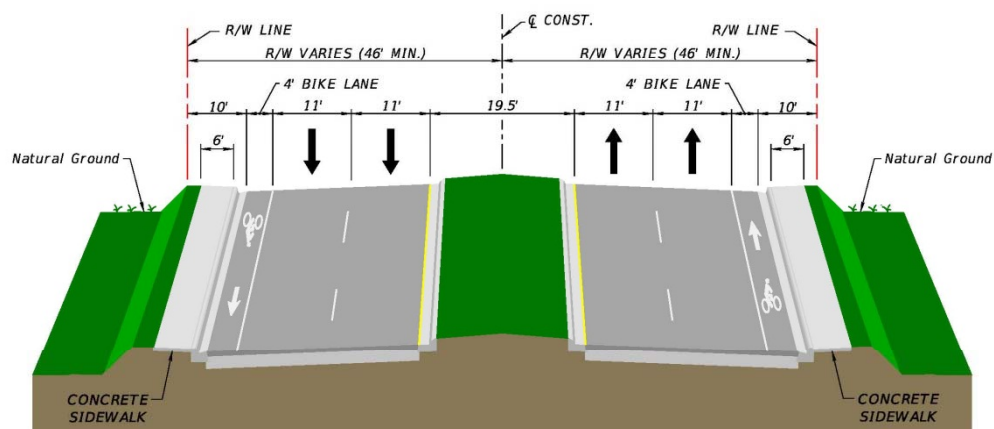 ℄ CONST.
R/W LINE
R/W LINE
R/W VARIES (46' MIN.)
R/W VARIES (46' MIN.)
4' BIKE LANE
4' BIKE LANE
10'
11'
11'
19.5'
11'
11'
10'
6'
6'
Natural Ground
Natural Ground
CONCRETE
SIDEWALK
CONCRETE
SIDEWALK